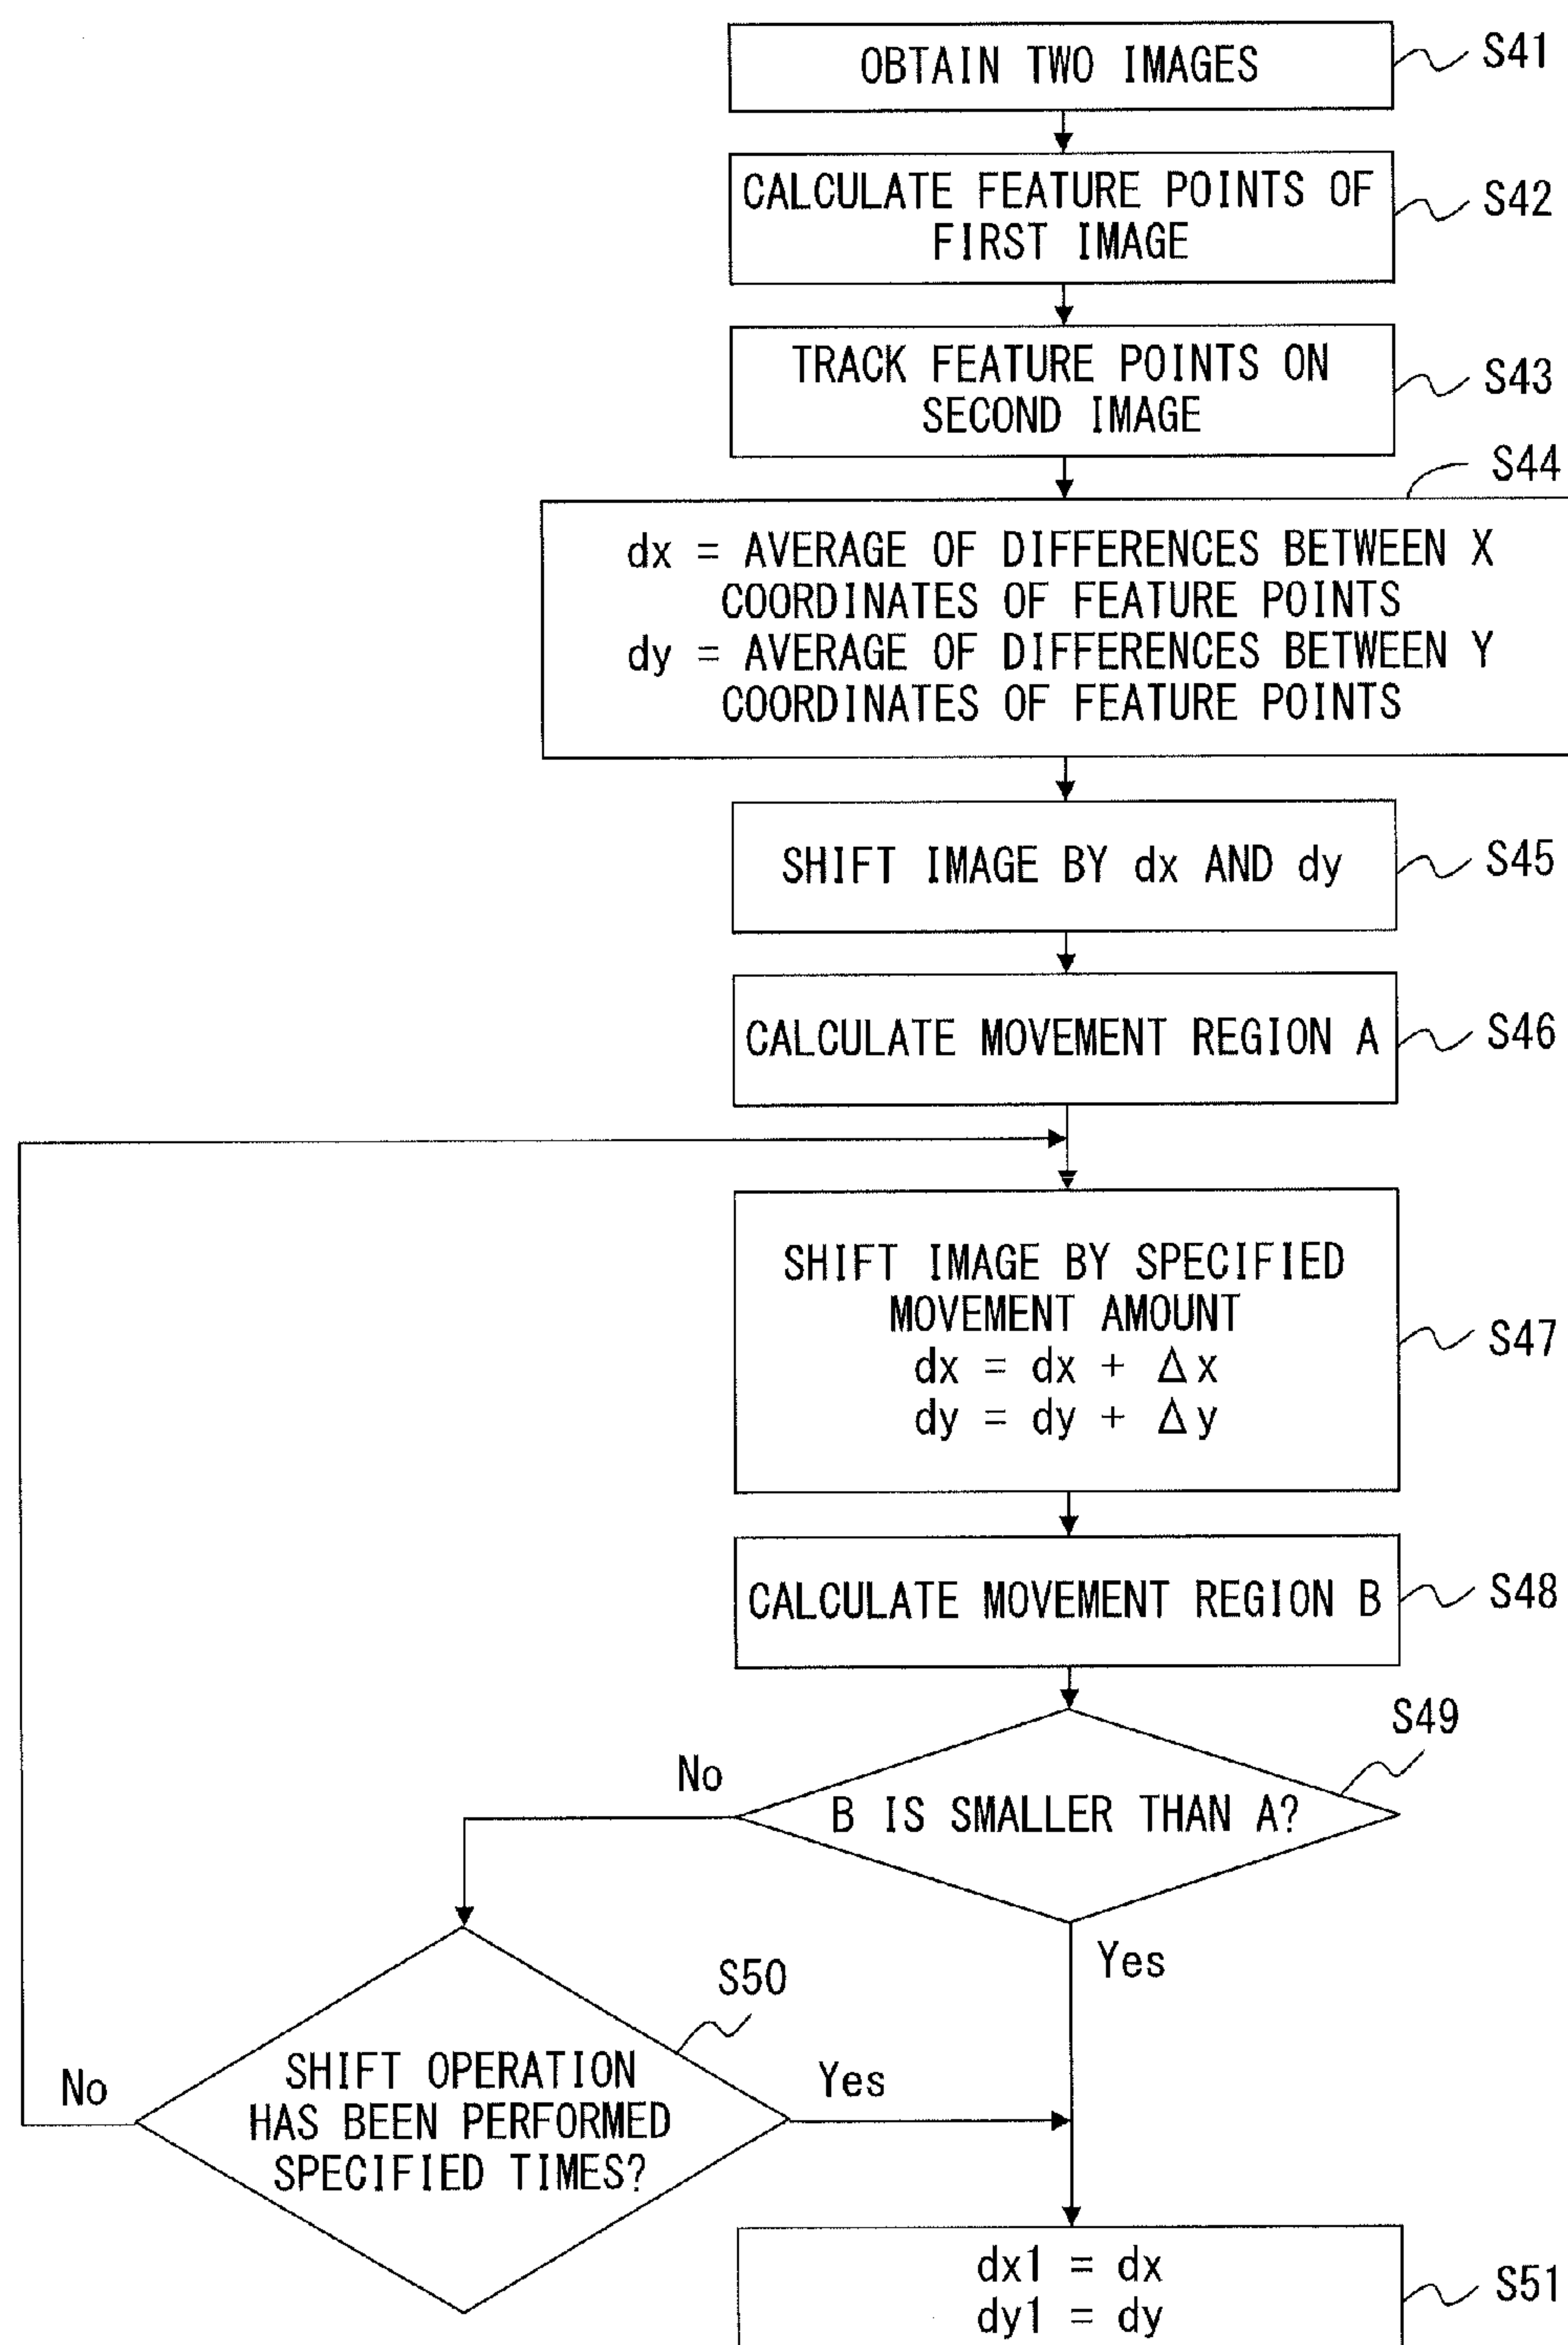 OBTAIN TWO IMAGES
S41
CALCULATE FEATURE POINTS OF
FIRST IMAGE
S42
TRACK FEATURE POINTS ON
SECOND IMAGE
S43
S44
dx = AVERAGE OF DIFFERENCES BETWEEN X
COORDINATES OF FEATURE POINTS
dy = AVERAGE OF DIFFERENCES BETWEEN Y
COORDINATES OF FEATURE POINTS
SHIFT IMAGE BY dx AND dy
S45
CALCULATE MOVEMENT REGION A
S46
SHIFT IMAGE BY SPECIFIED
MOVEMENT AMOUNT
dx = dx + Δx
dy = dy + Δy
S47
CALCULATE MOVEMENT REGION B
S48
S49
No
B IS SMALLER THAN A?
Yes
S50
SHIFT OPERATION
HAS BEEN PERFORMED
SPECIFIED TIMES?
No
Yes
dx1 = dx
dy1 = dy
S51